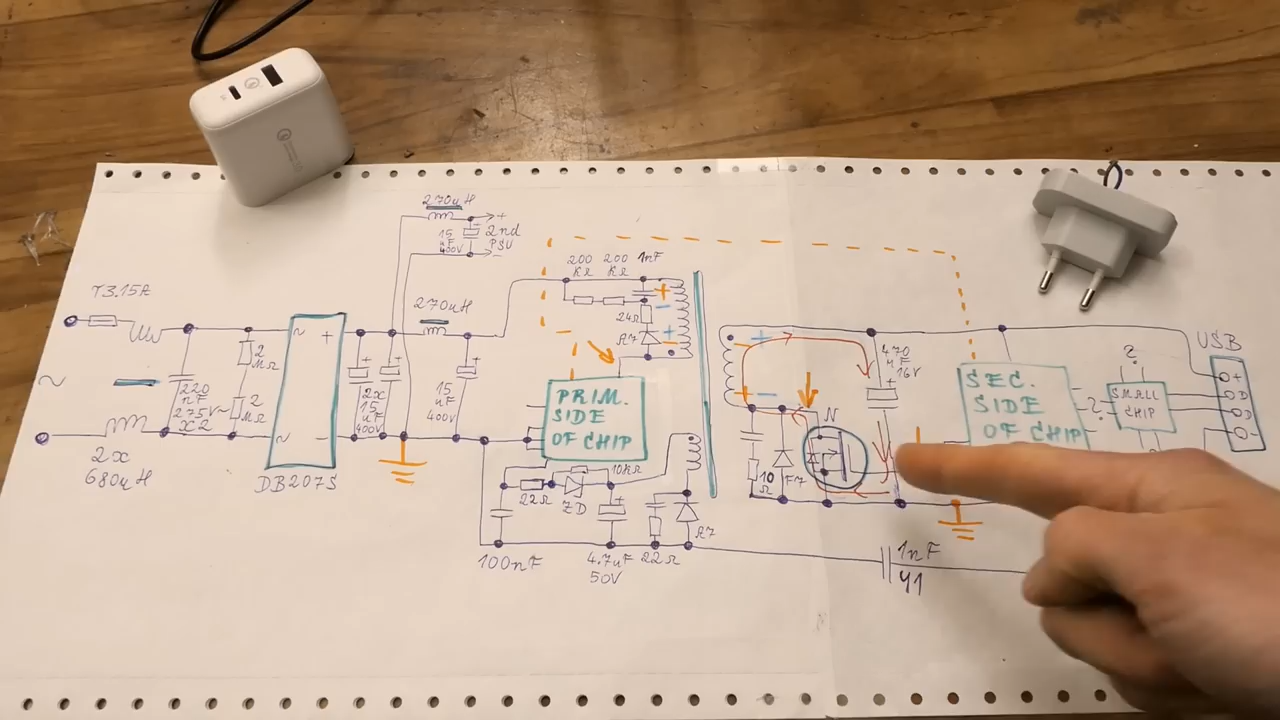 T3.15A
~
2x
680uH
220
nF
275V~
X2
2
MΩ
2
MΩ
~
+
~
-
DB207S
2x
15
uF
400V
270uH
15
uF
400V
+
2nd
PSU
-
270uH
15
uF
400V
200
KΩ
200
KΩ
1nF
24Ω
A7
+
-
-
+
PRIM.
SIDE
OF CHIP
10KΩ
22Ω
ZD
100nF
4.7uF
50V
22Ω
A7
-
+
+
-
N
10
Ω
F7
470
uF
16V
1nF
Y1
SEC.
SIDE
OF CHIP
?
?
SMALL
CHIP
?
USB
+
D
D
-